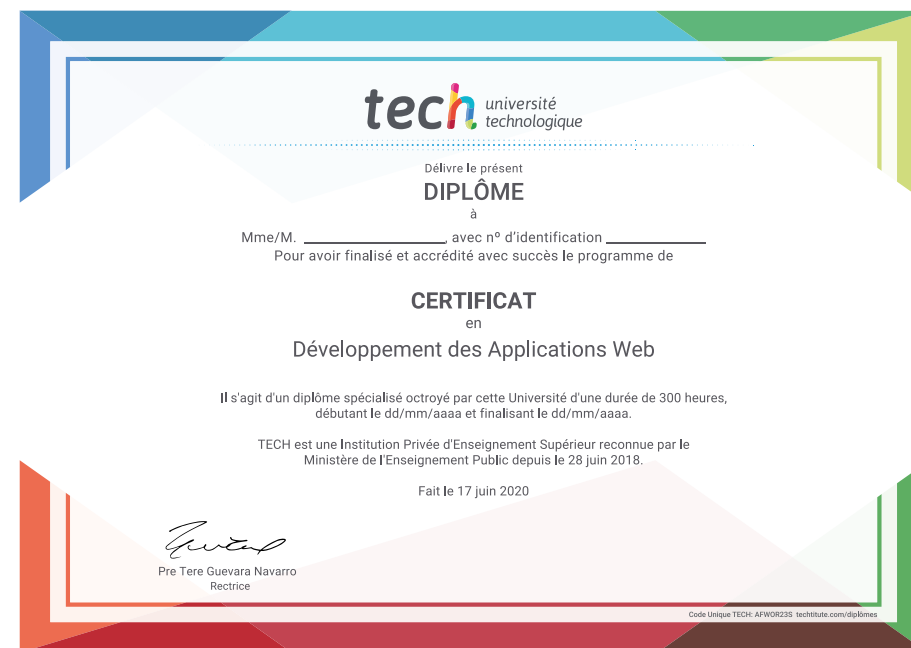 tech université
technologique
Délivre le présent
DIPLÔME
à
Mme/M. ____________________, avec nº d'identification ______________
Pour avoir finalisé et accrédité avec succès le programme de
CERTIFICAT
en
Développement des Applications Web
Il s'agit d'un diplôme spécialisé octroyé par cette Université d'une durée de 300 heures,
débutant le dd/mm/aaaa et finalisant le dd/mm/aaaa.
TECH est une Institution Privée d'Enseignement Supérieur reconnue par le
Ministère de l'Enseignement Public depuis le 28 juin 2018.
Fait le 17 juin 2020
Pre Tere Guevara Navarro
Rectrice
Code Unique TECH: AFWOR23S techtitute.com/diplômes